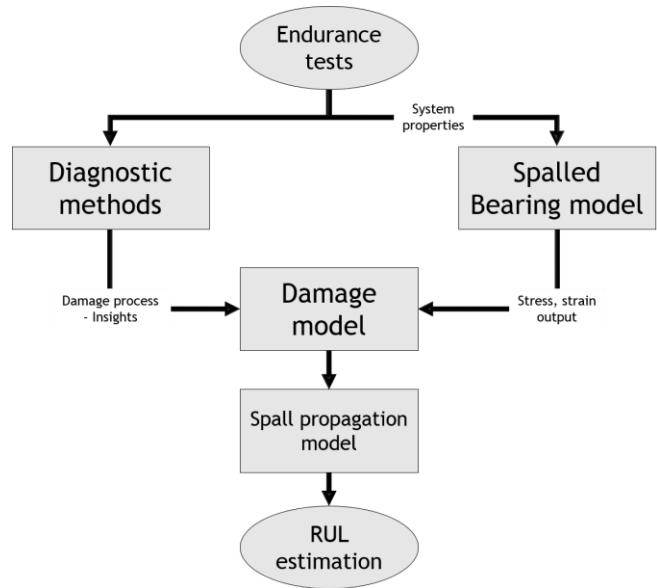 Endurance
tests
System
properties
Diagnostic
methods
Spalled
Bearing model
Damage process
- Insights
Damage
model
Stress, strain
output
Spall propagation
model
RUL
estimation